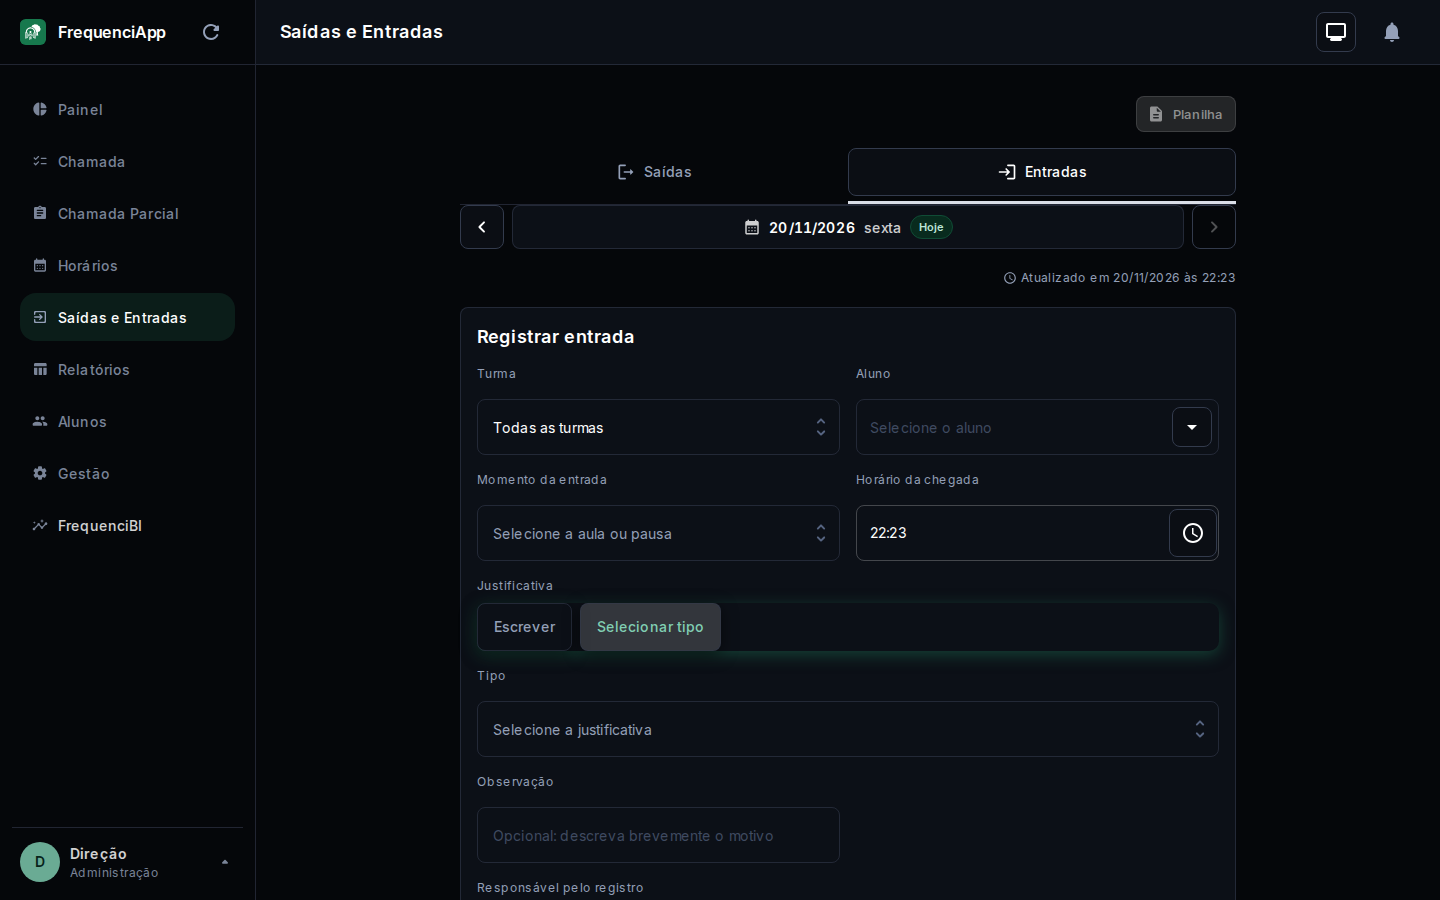 FrequenciApp
Saídas e Entradas
Painel
Chamada
Chamada Parcial
Horários
Saídas e Entradas
Relatórios
Alunos
Gestão
FrequenciBI
D
Direção
Administração
Planilha
Saídas
Entradas
20/11/2026 sexta Hoje
Atualizado em 20/11/2026 às 22:23
Registrar entrada
Turma
Aluno
Todas as turmas
Selecione o aluno
Momento da entrada
Horário da chegada
Selecione a aula ou pausa
22:23
Justificativa
Escrever
Selecionar tipo
Tipo
Selecione a justificativa
Observação
Opcional: descreva brevemente o motivo
Responsável pelo registro